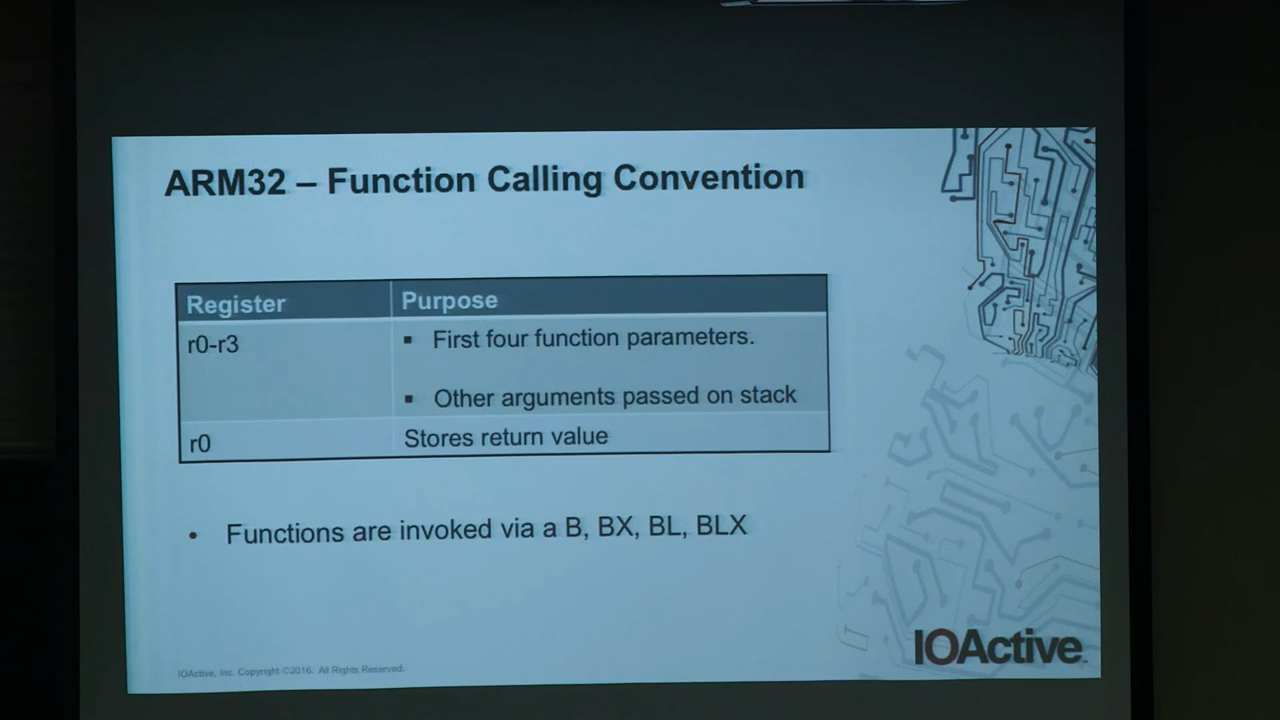 ARM32 – Function Calling Convention
Register Purpose
r0-r3 ▪ First four function parameters.
▪ Other arguments passed on stack
r0 Stores return value
• Functions are invoked via a B, BX, BL, BLX
IOActive, Inc. Copyright ©2016. All Rights Reserved.
IOActive